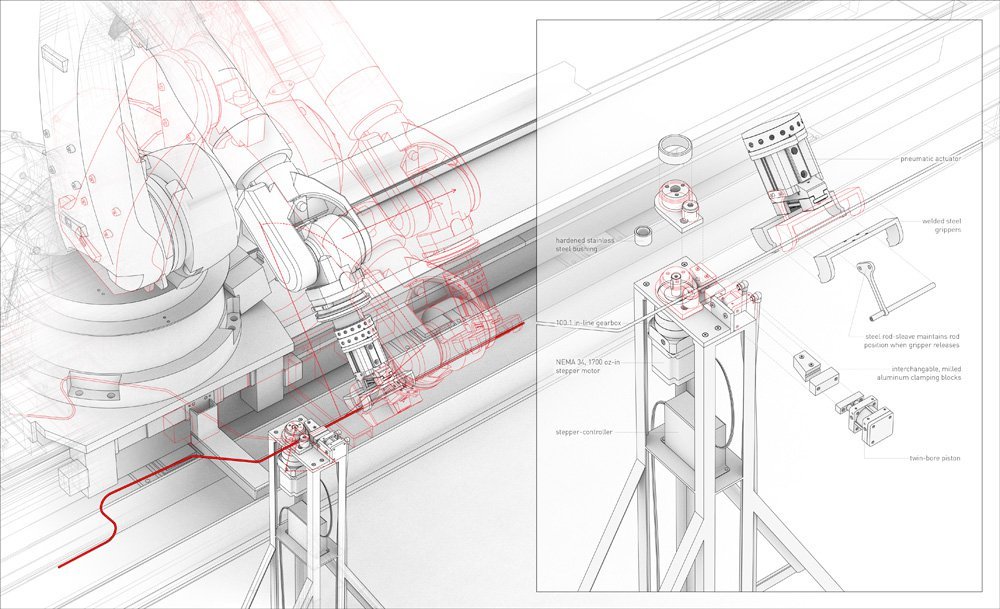 pneumatic actuator
welded steel
grippers
hardened stainless
steel bushing
100:1 in-line gearbox
steel rod-sleeve maintains rod
position when gripper releases
NEMA 34, 1700 oz-in
stepper motor
interchangable, milled
aluminum clamping blocks
stepper-controller
twin-bore piston